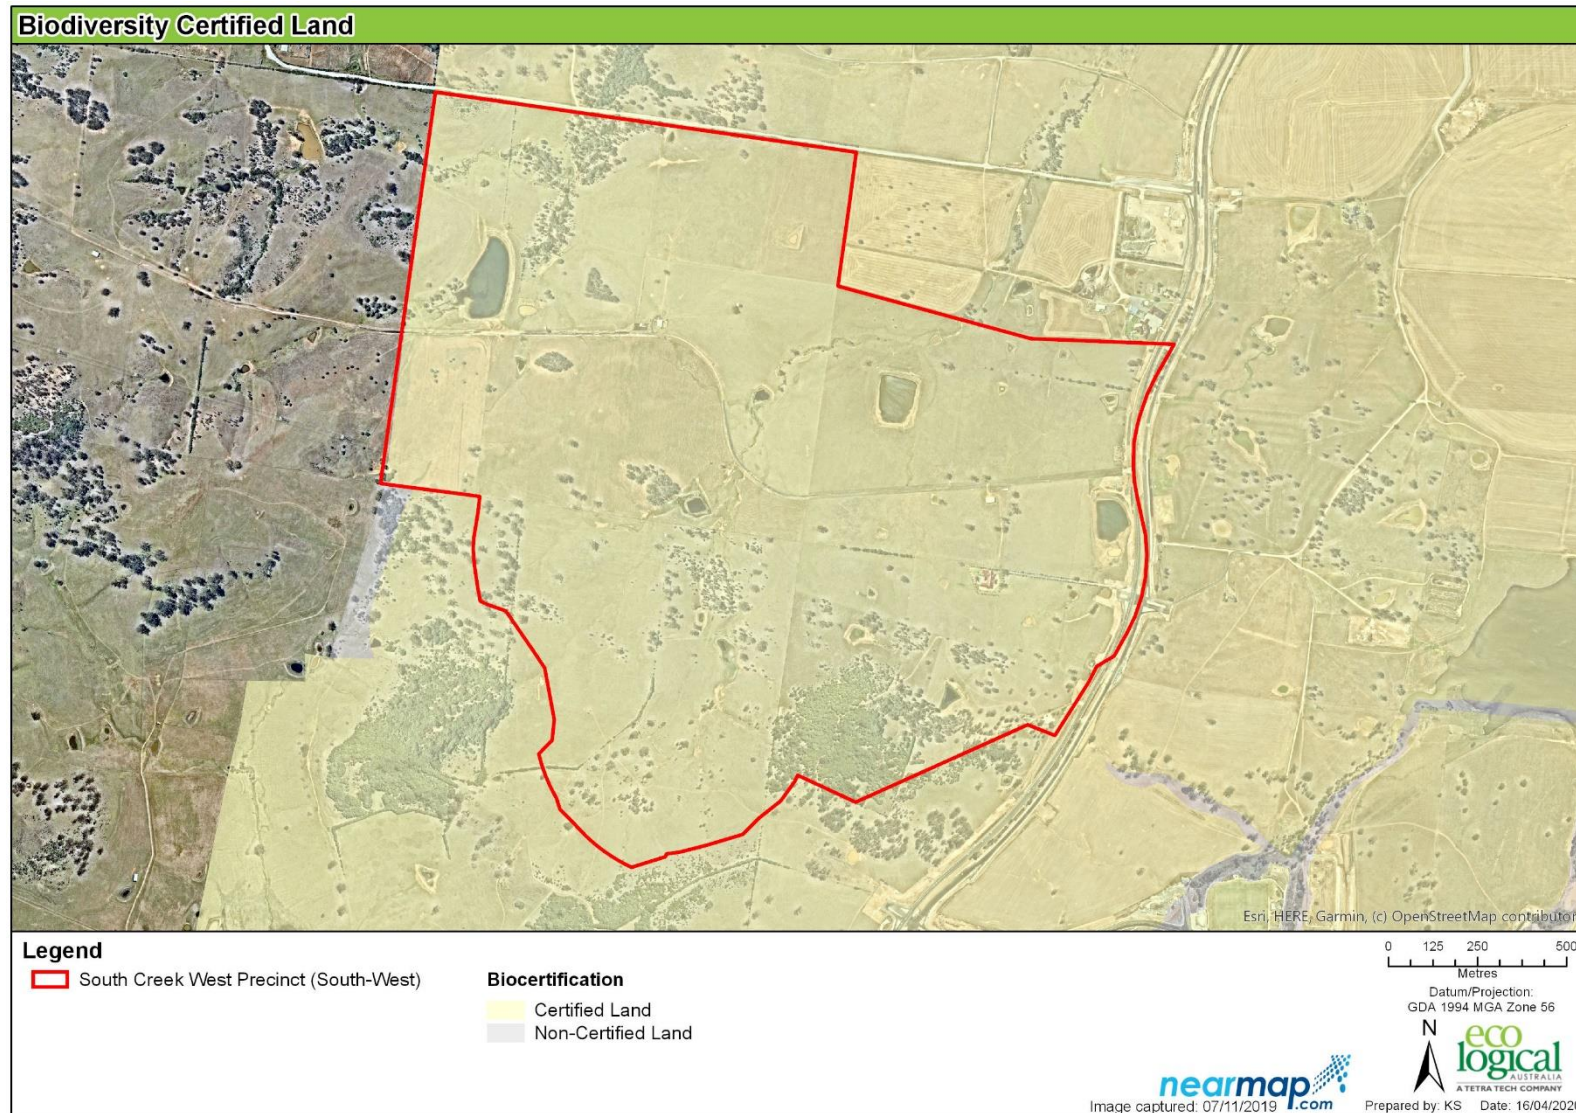 Biodiversity Certified Land
Esri, HERE, Garmin, (c) OpenStreetMap contributor
Legend
South Creek West Precinct (South-West)
Biocertification
Certified Land
Non-Certified Land
0 125 250 500
Metres
Datum/Projection:
GDA 1994 MGA Zone 56
N
eco
logical
AUSTRALIA
A TETRA TECH COMPANY
nearmap
.com
Image captured: 07/11/2019
Prepared by: KS Date: 16/04/2020